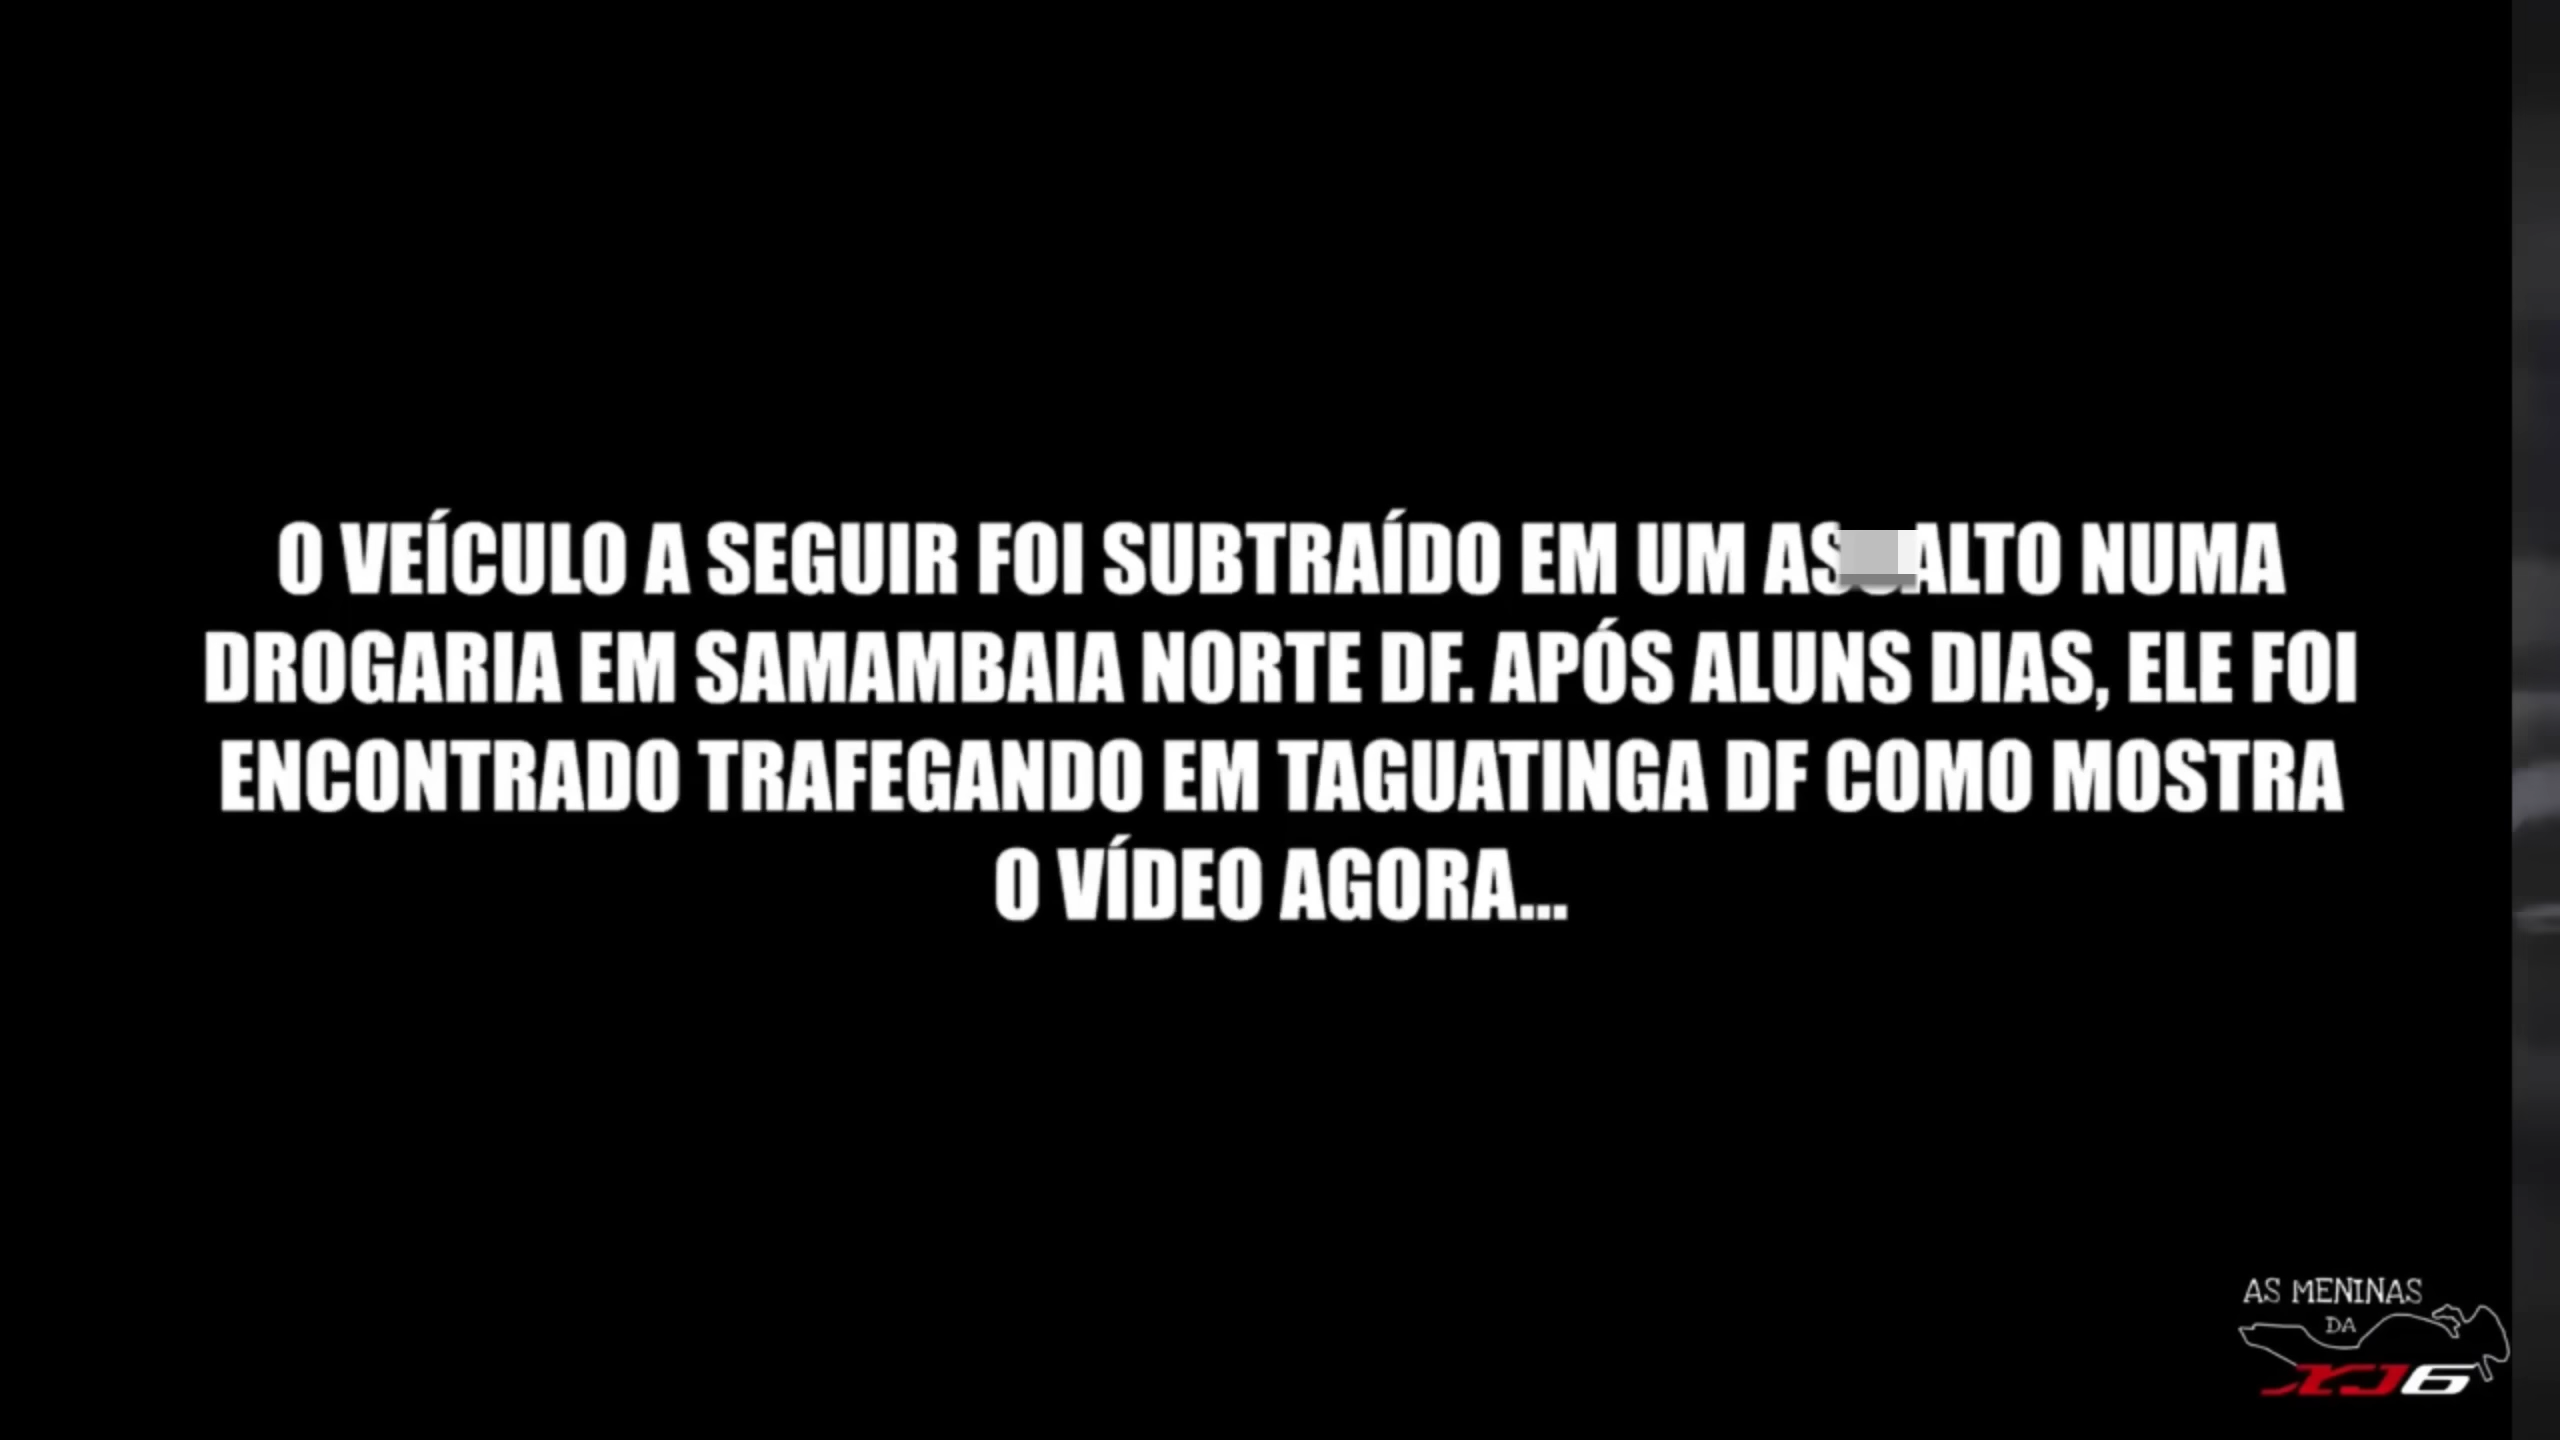 O VEÍCULO A SEGUIR FOI SUBTRAÍDO EM UM NUMA
DROGARIA EM SAMAMBAIA NORTE DF. APÓS ALUNS DIAS, ELE FOI
ENCONTRADO TRAFEGANDO EM TAGUATINGA DF COMO MOSTRA
O VÍDEO AGORA...
AS MENINAS
DA
XJ6